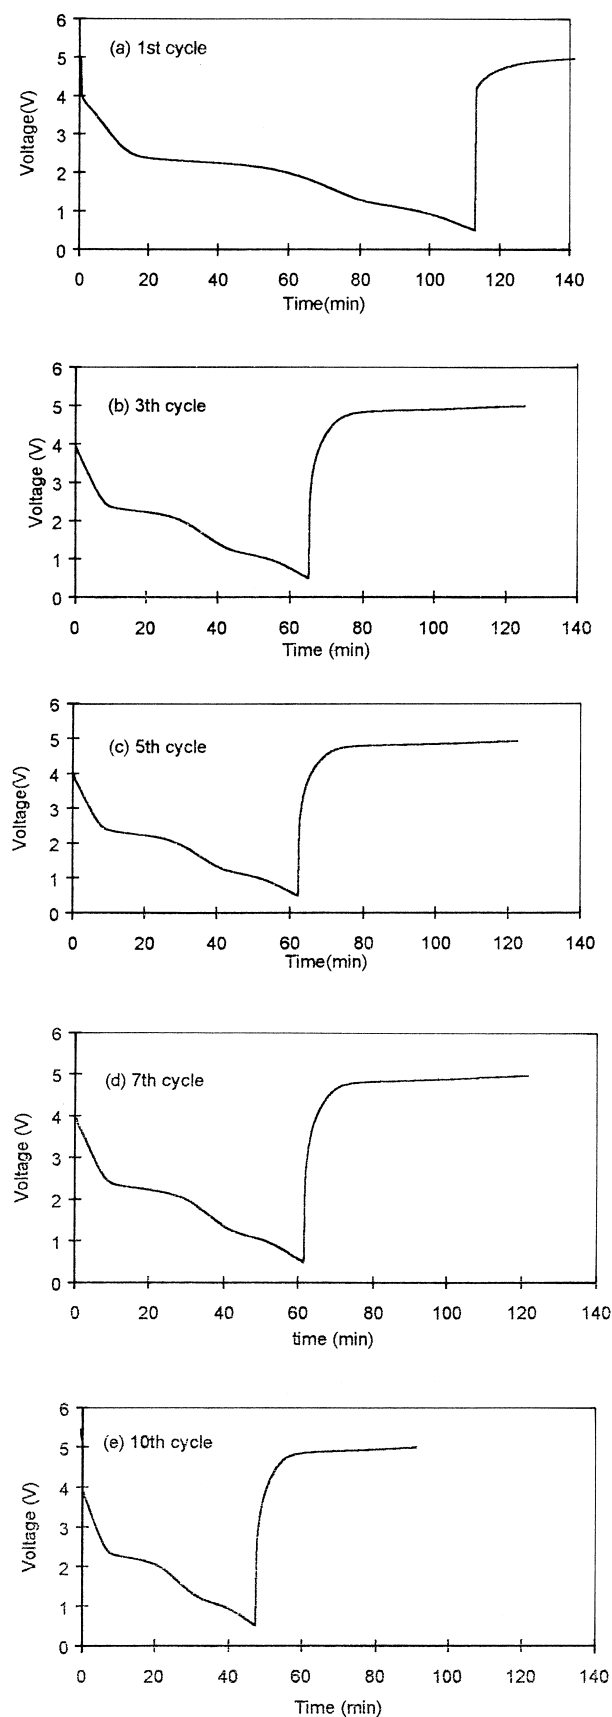 6
(a) 1st cycle
5
4
3
2
1
0
Voltage(V)
0 20 40 60 80 100 120 140
Time(min)
6
(b) 3th cycle
5
4
3
2
1
0
Voltage (V)
0 20 40 60 80 100 120 140
Time (min)
6
(c) 5th cycle
5
4
3
2
1
0
Voltage(V)
0 20 40 60 80 100 120 140
Time(min)
6
(d) 7th cycle
5
4
3
2
1
0
Voltage (V)
0 20 40 60 80 100 120 140
time (min)
6
(e) 10th cycle
5
4
3
2
1
0
Voltage (V)
0 20 40 60 80 100 120 140
Time (min)